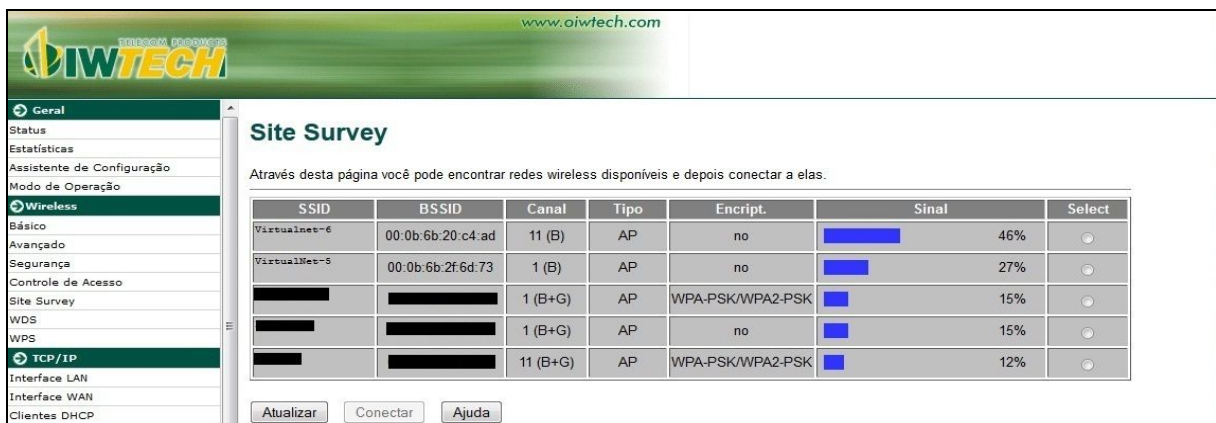 www.oiwtech.com
TELECOM PRODUCTS
OIWTECH
Geral
Status
Estatísticas
Assistente de Configuração
Modo de Operação
Wireless
Básico
Avançado
Segurança
Controle de Acesso
Site Survey
WDS
WPS
TCP/IP
Interface LAN
Interface WAN
Clientes DHCP
Site Survey
Através desta página você pode encontrar redes wireless disponíveis e depois conectar a elas.
SSID BSSID Canal Tipo Encript. Sinal Select
Virtualnet-6 00:0b:6b:20:c4:ad 11 (B) AP no 46%
VirtualNet-5 00:0b:6b:2f:6d:73 1 (B) AP no 27%
1 (B+G) AP WPA-PSK/WPA2-PSK 15%
1 (B+G) AP no 15%
11 (B+G) AP WPA-PSK/WPA2-PSK 12%
Atualizar Conectar Ajuda